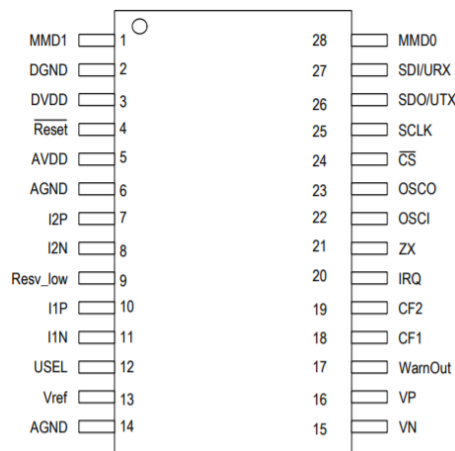 MMD1 1 28 MMD0
DGND 2 27 SDI/URX
DVDD 3 26 SDO/UTX
Reset 4 25 SCLK
AVDD 5 24 CS
AGND 6 23 OSCO
I2P 7 22 OSCI
I2N 8 21 ZX
Resv_low 9 20 IRQ
I1P 10 19 CF2
I1N 11 18 CF1
USEL 12 17 WarnOut
Vref 13 16 VP
AGND 14 15 VN